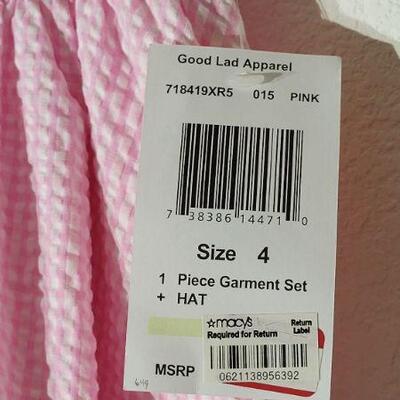 Good Lad Apparel
718419XR5 015 PINK
7 38386 14471 0
Size 4
1 Piece Garment Set
+ HAT
☆macy's Return
Required for Return Label
MSRP
0621138956392